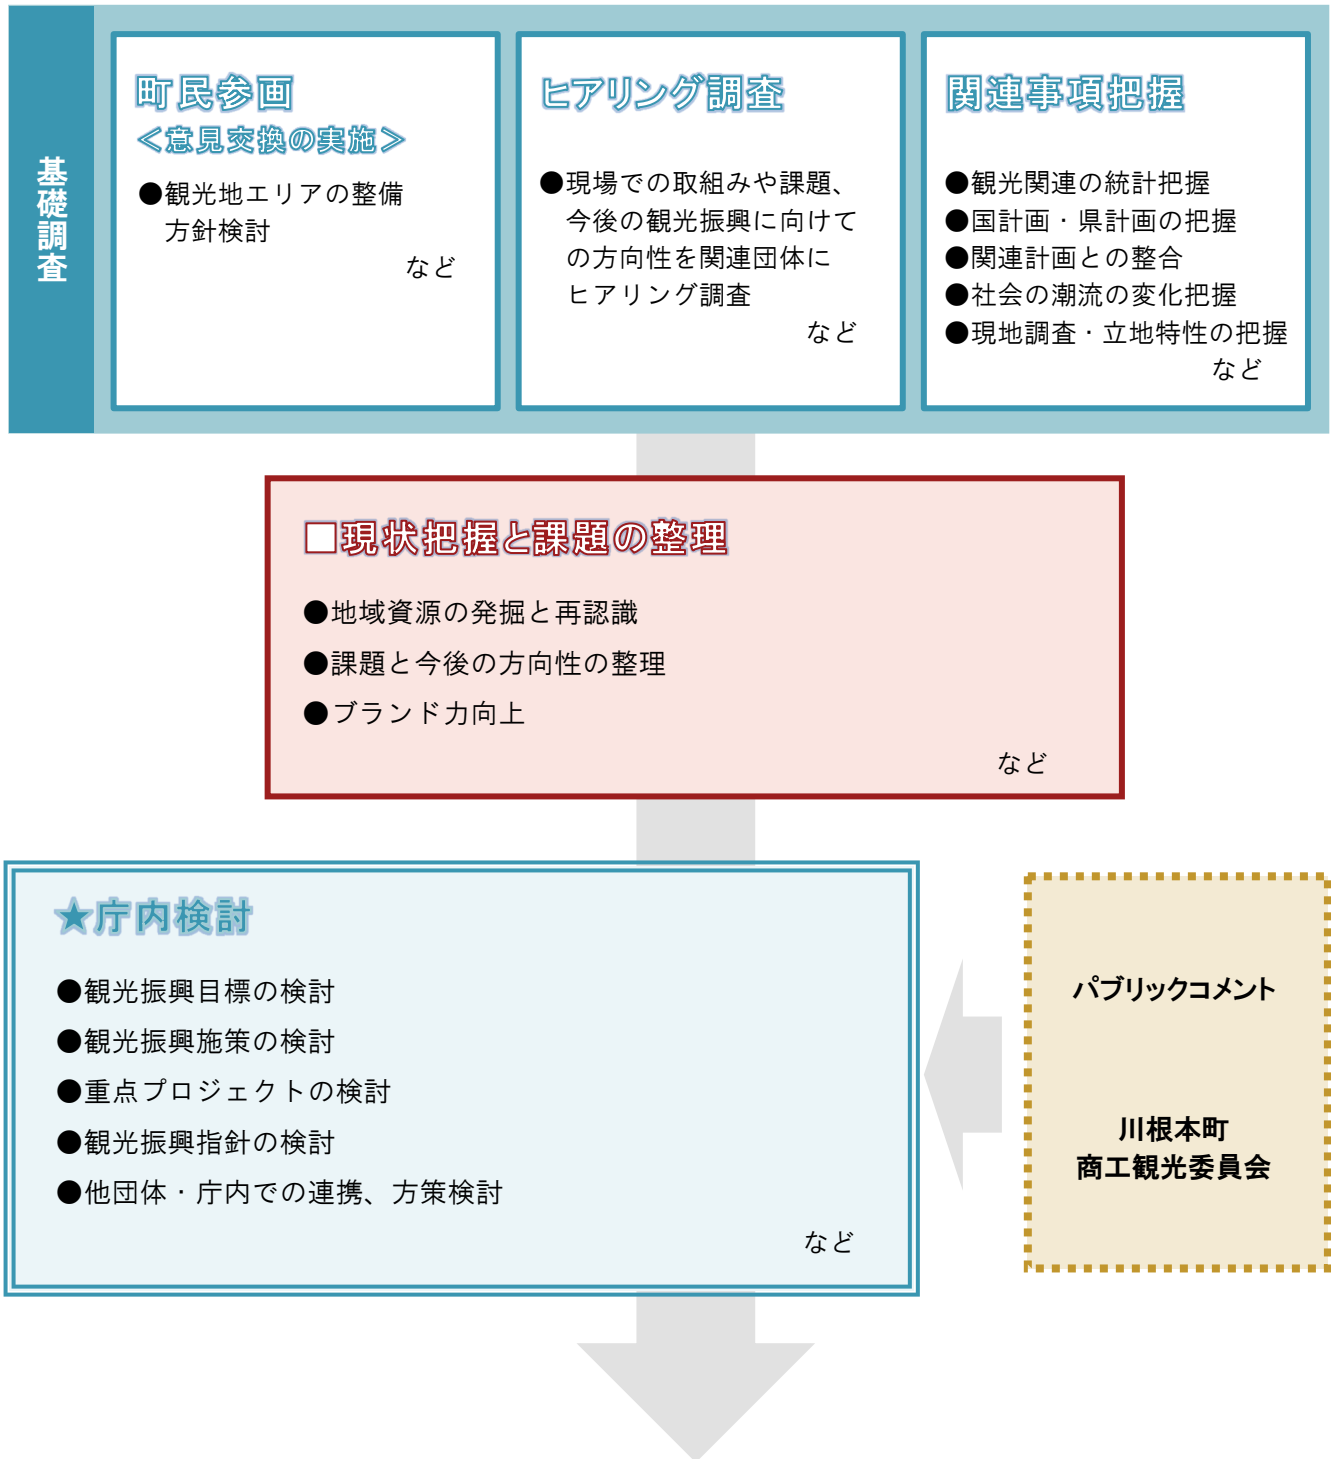 基礎調査
町民参画
＜意見交換の実施＞
●観光地エリアの整備
方針検討
など
ヒアリング調査
●現場での取組みや課題、
今後の観光振興に向けて
の方向性を関連団体に
ヒアリング調査
など
関連事項把握
●観光関連の統計把握
●国計画・県計画の把握
●関連計画との整合
●社会の潮流の変化把握
●現地調査・立地特性の把握
など
□現状把握と課題の整理
●地域資源の発掘と再認識
●課題と今後の方向性の整理
●ブランド力向上
など
★庁内検討
●観光振興目標の検討
●観光振興施策の検討
●重点プロジェクトの検討
●観光振興指針の検討
●他団体・庁内での連携、方策検討
など
パブリックコメント
川根本町
商工観光委員会